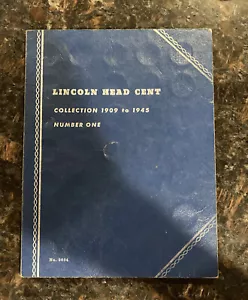 LINCOLN HEAD CENT
COLLECTION 1909 to 1945
NUMBER ONE